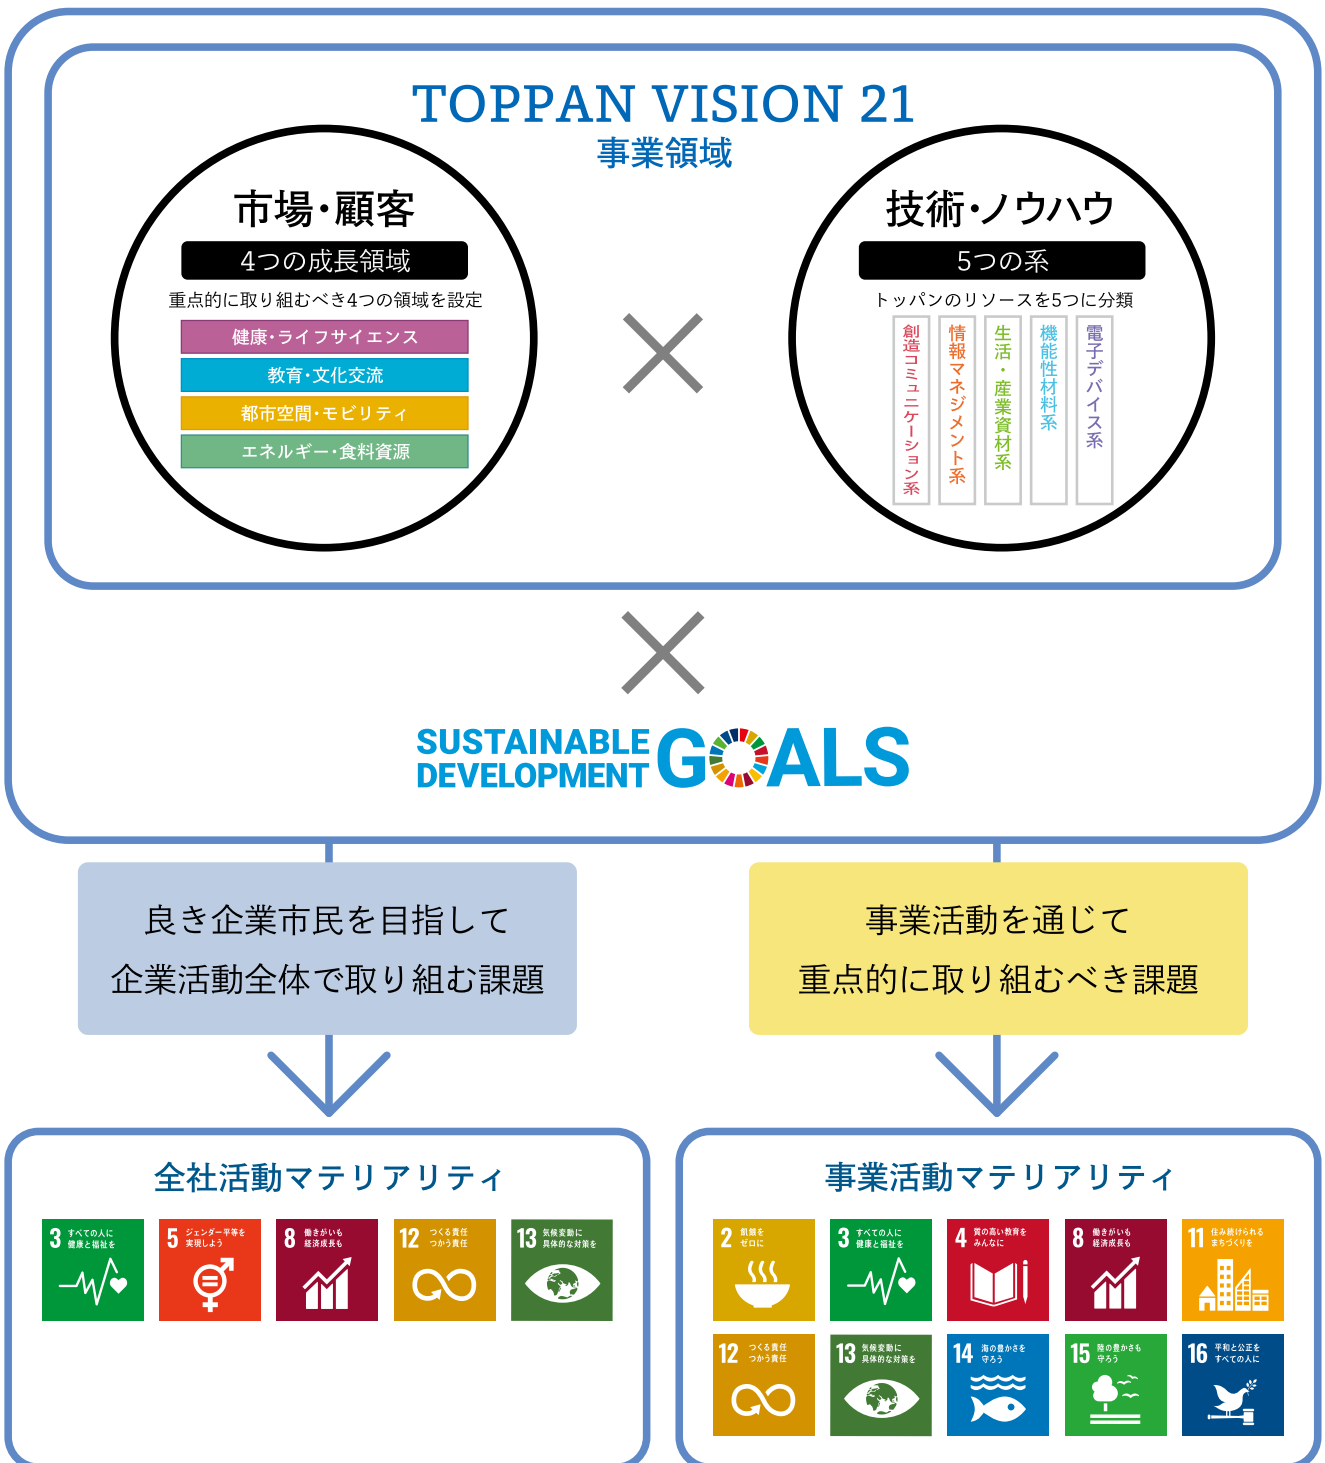 TOPPAN VISION 21
事業領域
市場・顧客
4つの成長領域
重点的に取り組むべき4つの領域を設定
健康・ライフサイエンス
教育・文化交流
都市空間・モビリティ
エネルギー・食料資源
技術・ノウハウ
5つの系
トッパンのリソースを5つに分類
創造コミュニケーション系
情報マネジメント系
生活・産業資材系
機能性材料系
電子デバイス系
SUSTAINABLE
DEVELOPMENT
GOALS
良き企業市民を目指して
企業活動全体で取り組む課題
事業活動を通じて
重点的に取り組むべき課題
全社活動マテリアリティ
3 すべての人に
健康と福祉を
5 ジェンダー平等を
実現しよう
8 働きがいも
経済成長も
12 つくる責任
つかう責任
13 気候変動に
具体的な対策を
事業活動マテリアリティ
2 飢餓を
ゼロに
3 すべての人に
健康と福祉を
4 質の高い教育を
みんなに
8 働きがいも
経済成長も
11 住み続けられる
まちづくりを
12 つくる責任
つかう責任
13 気候変動に
具体的な対策を
14 海の豊かさを
守ろう
15 陸の豊かさも
守ろう
16 平和と公正を
すべての人に